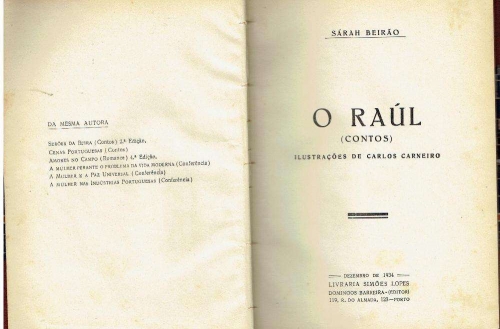 DA MESMA AUTORA
SERÕES DA BEIRA (Contos) 2.ª Edição,
CENAS PORTUGUESAS (Contos)
AMORES NO CAMPO (Romance) 4.ª Edição,
A MULHER PERANTE O PROBLEMA DA VIDA MODERNA (Conferência)
A MULHER E A PAZ UNIVERSAL (Conferência)
A MULHER NAS INDÚSTRIAS PORTUGUESAS (Conferência)
SÁRAH BEIRÃO
O RAÚL
(CONTOS)
ILUSTRAÇÕES DE CARLOS CARNEIRO
DEZEMBRO DE 1934
LIVRARIA SIMÕES LOPES
DOMINGOS BARREIRA-(EDITOR)
119, R. DO ALMADA, 123 — PORTO